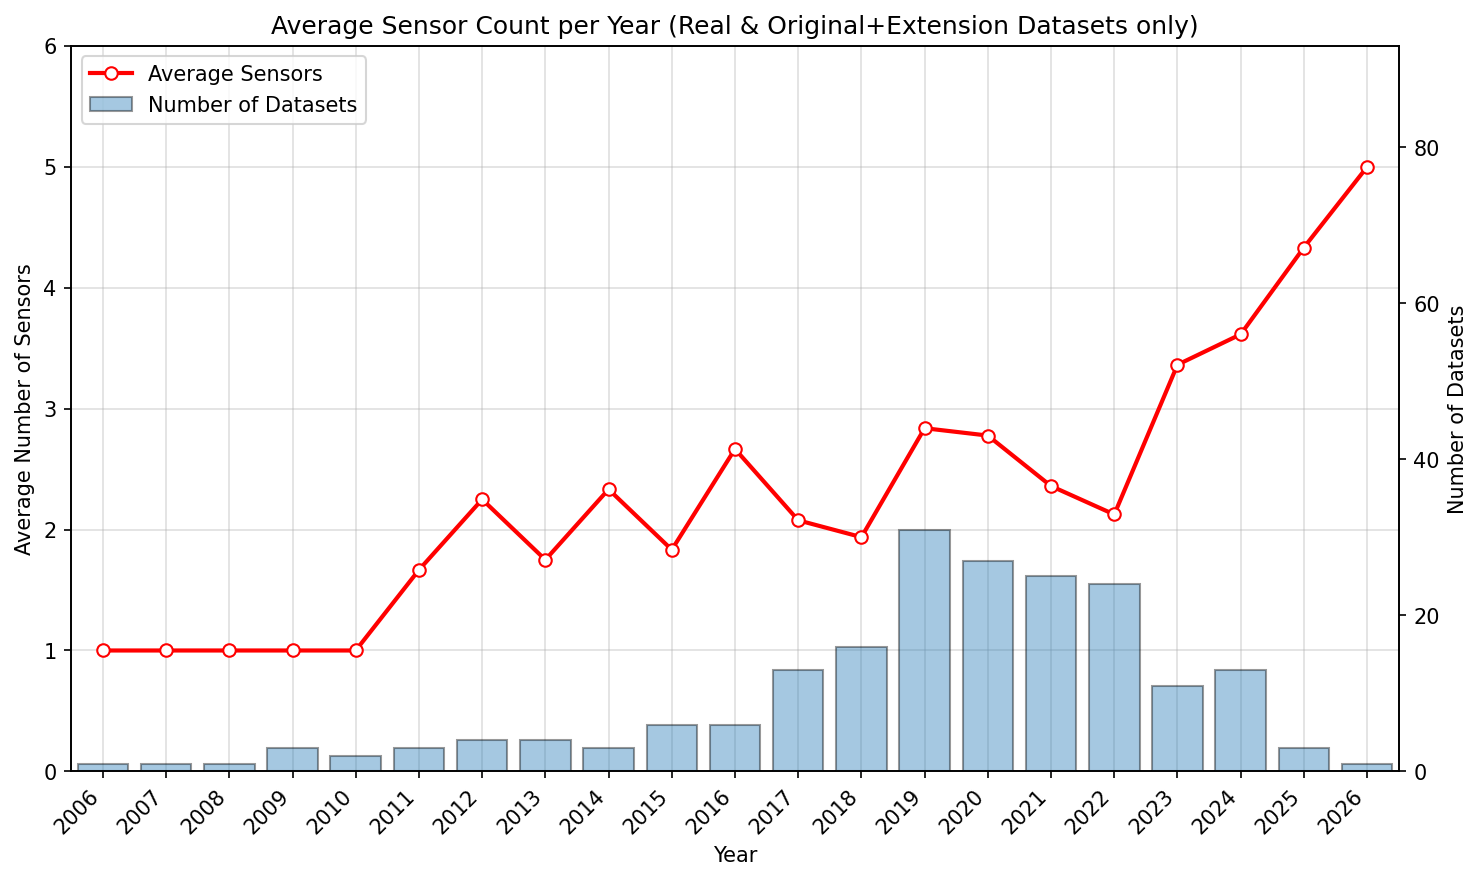 Average Sensor Count per Year (Real & Original+Extension Datasets only)
Average Sensors
Number of Datasets
6
5
4
3
2
1
0
Average Number of Sensors
80
60
40
20
0
Number of Datasets
2006 2007 2008 2009 2010 2011 2012 2013 2014 2015 2016 2017 2018 2019 2020 2021 2022 2023 2024 2025 2026
Year